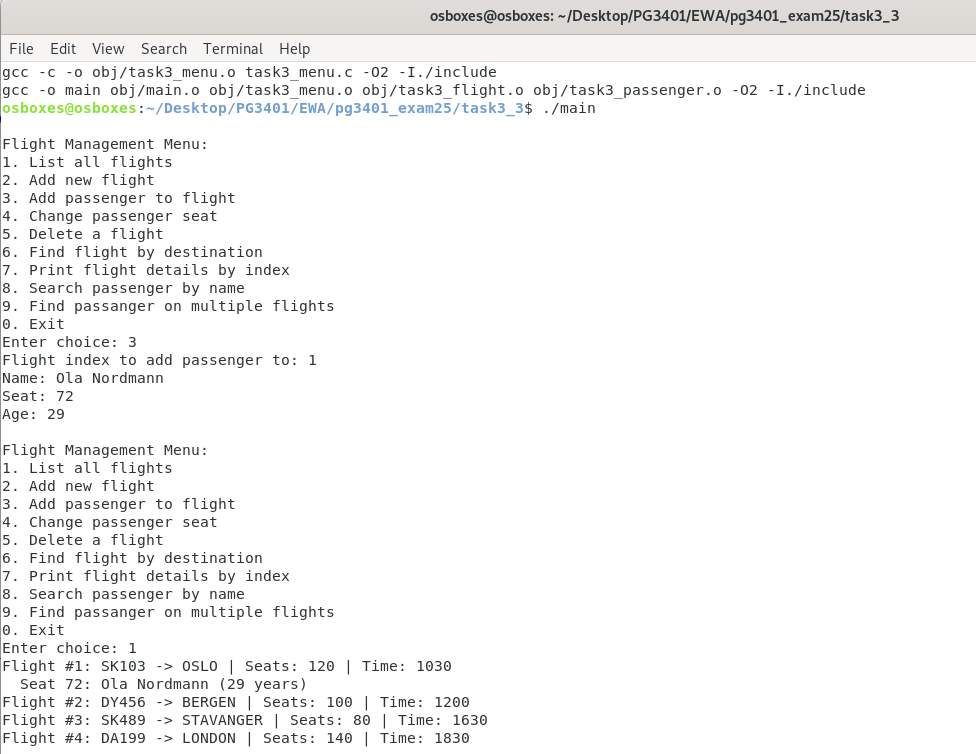 osboxes@osboxes: ~/Desktop/PG3401/EWA/pg3401_exam25/task3_3
File Edit View Search Terminal Help
gcc -c -o obj/task3_menu.o task3_menu.c -O2 -I./include
gcc -o main obj/main.o obj/task3_menu.o obj/task3_flight.o obj/task3_passenger.o -O2 -I./include
osboxes@osboxes:~/Desktop/PG3401/EWA/pg3401_exam25/task3_3$ ./main
Flight Management Menu:
1. List all flights
2. Add new flight
3. Add passenger to flight
4. Change passenger seat
5. Delete a flight
6. Find flight by destination
7. Print flight details by index
8. Search passenger by name
9. Find passanger on multiple flights
0. Exit
Enter choice: 3
Flight index to add passenger to: 1
Name: Ola Nordmann
Seat: 72
Age: 29
Flight Management Menu:
1. List all flights
2. Add new flight
3. Add passenger to flight
4. Change passenger seat
5. Delete a flight
6. Find flight by destination
7. Print flight details by index
8. Search passenger by name
9. Find passanger on multiple flights
0. Exit
Enter choice: 1
Flight #1: SK103 -> OSLO | Seats: 120 | Time: 1030
  Seat 72: Ola Nordmann (29 years)
Flight #2: DY456 -> BERGEN | Seats: 100 | Time: 1200
Flight #3: SK489 -> STAVANGER | Seats: 80 | Time: 1630
Flight #4: DA199 -> LONDON | Seats: 140 | Time: 1830